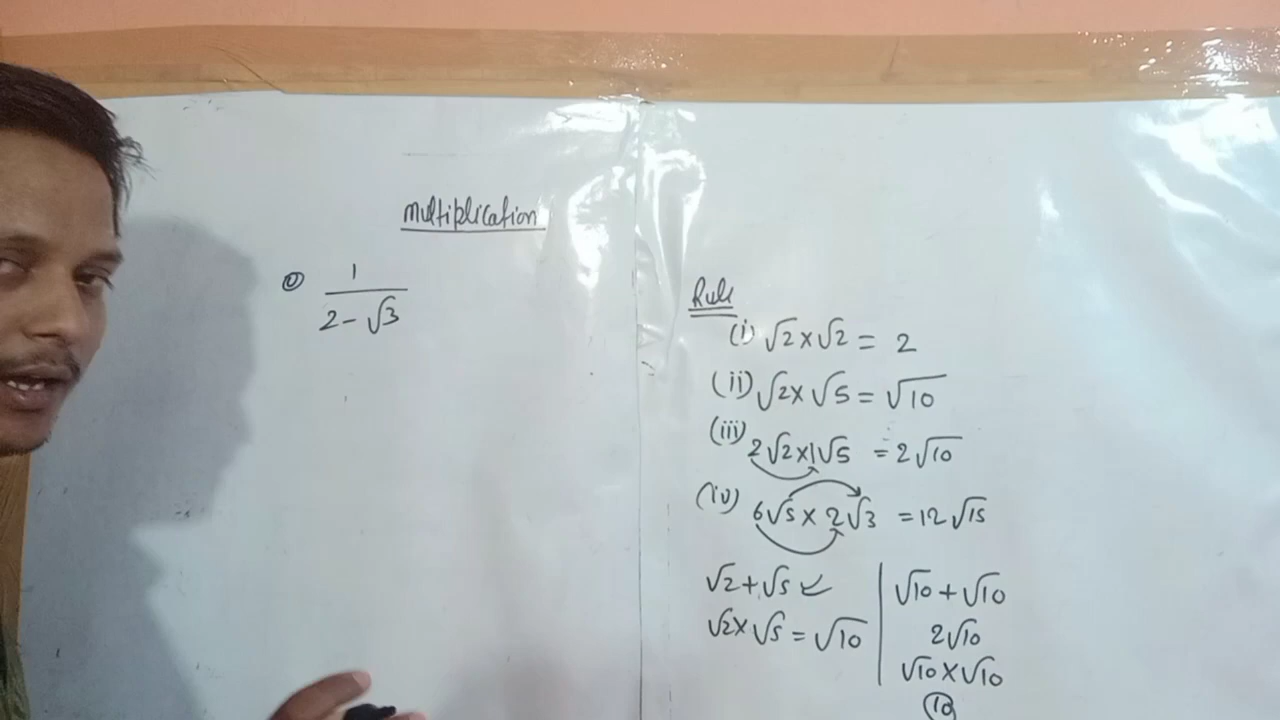 Multiplication
① 1
2 - √3
Rule
(i) √2 × √2 = 2
(ii) √2 × √5 = √10
(iii) 2√2 × 1√5 = 2√10
(iv) 6√5 × 2√3 = 12√15
√2 + √5
√2 × √5 = √10
√10 + √10
2√10
√10 × √10
10